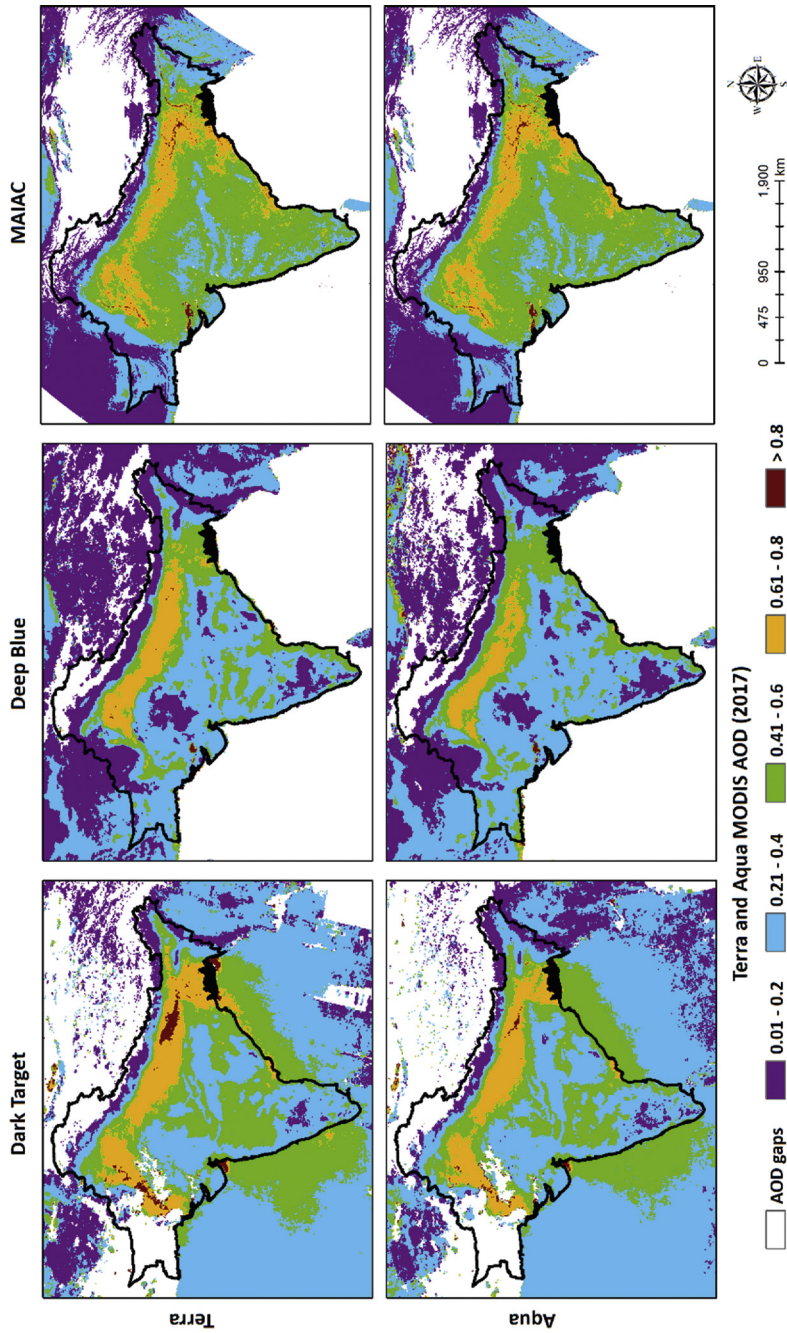 Dark Target
Deep Blue
MAIAC
Terra
Aqua
Terra and Aqua MODIS AOD (2017)
AOD gaps
0.01 - 0.2
0.21 - 0.4
0.41 - 0.6
0.61 - 0.8
> 0.8
0 475 950 1,900
km
N
W E
S